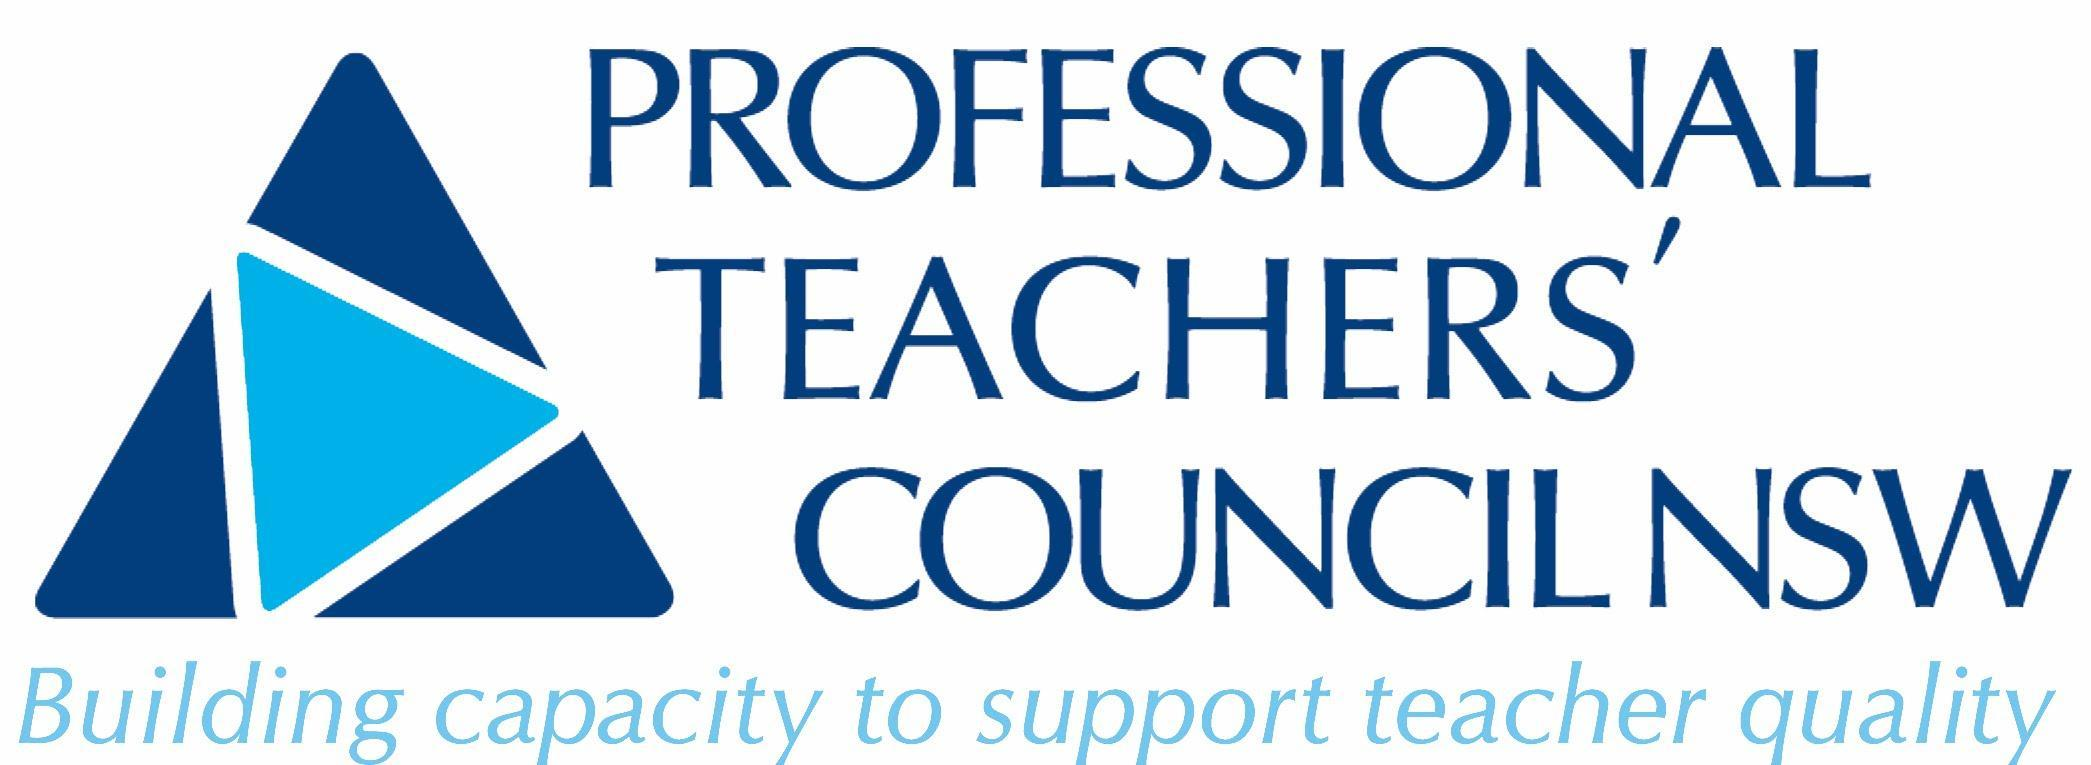 PROFESSIONAL
TEACHERS'
COUNCIL NSW
Building capacity to support teacher quality